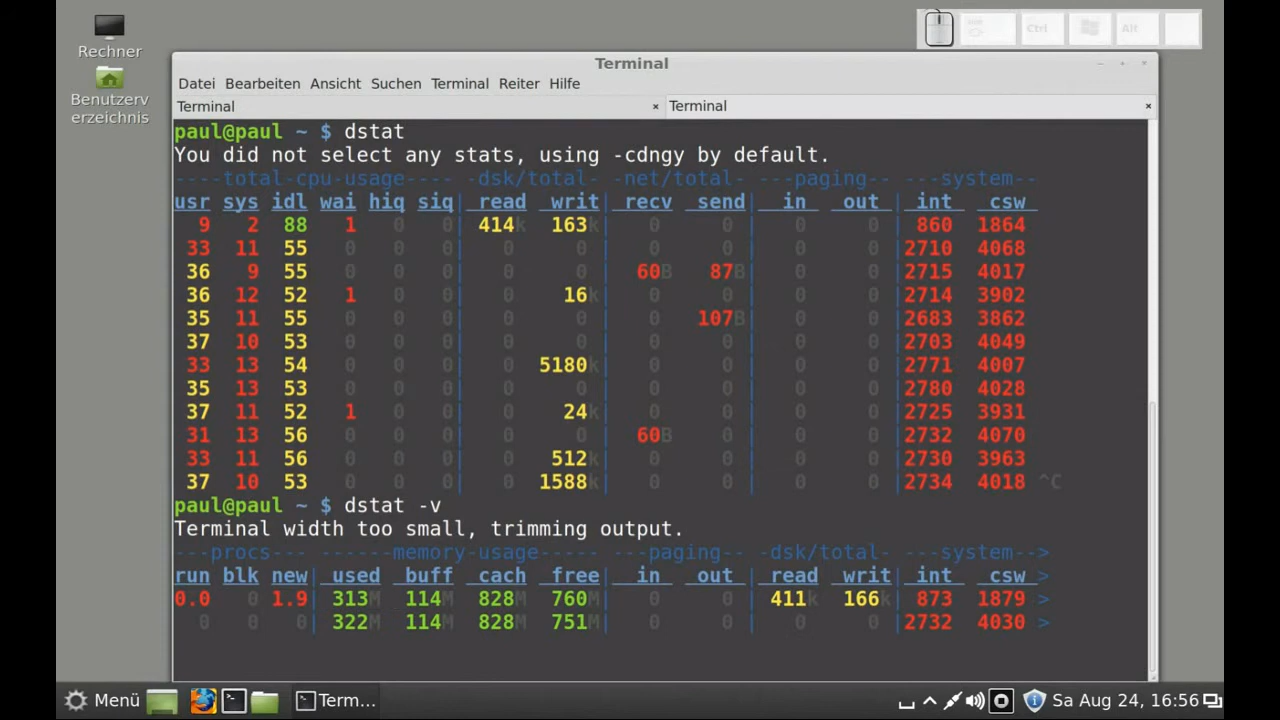 Rechner
Benutzerv
erzeichnis
Ctrl
Alt
Terminal
Datei Bearbeiten Ansicht Suchen Terminal Reiter Hilfe
Terminal × Terminal ×
paul@paul ~ $ dstat
You did not select any stats, using -cdngy by default.
----total-cpu-usage---- -dsk/total- -net/total- ---paging-- ---system--
usr sys idl wai hiq siq| read writ| recv send| in out | int csw
9 2 88 1 0 0| 414k 163k| 0 0 | 0 0 | 860 1864
33 11 55 0 0 0| 0 0 | 0 0 | 0 0 |2710 4068
36 9 55 0 0 0| 0 0 | 60B 87B| 0 0 |2715 4017
36 12 52 1 0 0| 0 16k| 0 0 | 0 0 |2714 3902
35 11 55 0 0 0| 0 0 | 0 107B| 0 0 |2683 3862
37 10 53 0 0 0| 0 0 | 0 0 | 0 0 |2703 4049
33 13 54 0 0 0| 0 5180k| 0 0 | 0 0 |2771 4007
35 13 53 0 0 0| 0 0 | 0 0 | 0 0 |2780 4028
37 11 52 1 0 0| 0 24k| 0 0 | 0 0 |2725 3931
31 13 56 0 0 0| 0 0 | 60B 0 | 0 0 |2732 4070
33 11 56 0 0 0| 0 512k| 0 0 | 0 0 |2730 3963
37 10 53 0 0 0| 0 1588k| 0 0 | 0 0 |2734 4018 ^C
paul@paul ~ $ dstat -v
Terminal width too small, trimming output.
---procs--- ------memory-usage----- ---paging-- -dsk/total- ---system-->
run blk new| used buff cach free| in out | read writ| int csw >
0.0 0 1.9| 313M 114M 828M 760M| 0 0 | 411k 166k| 873 1879 >
0 0 0| 322M 114M 828M 751M| 0 0 | 0 0 |2732 4030 >
Menü Term... Sa Aug 24, 16:56